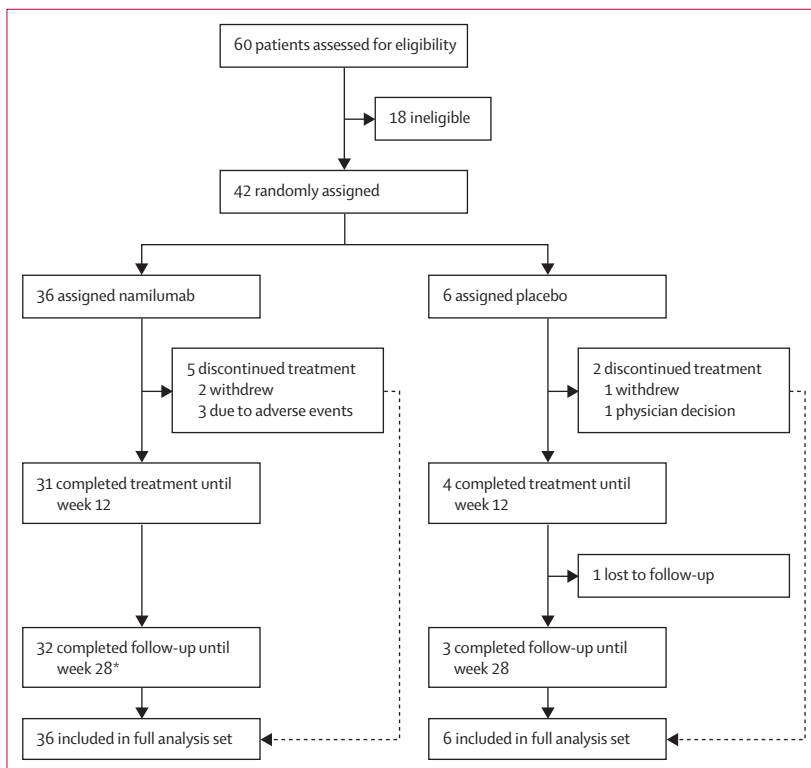 60 patients assessed for eligibility
18 ineligible
42 randomly assigned
36 assigned namilumab
6 assigned placebo
5 discontinued treatment
2 withdrew
3 due to adverse events
2 discontinued treatment
1 withdrew
1 physician decision
31 completed treatment until
week 12
4 completed treatment until
week 12
1 lost to follow-up
32 completed follow-up until
week 28*
3 completed follow-up until
week 28
36 included in full analysis set
6 included in full analysis set